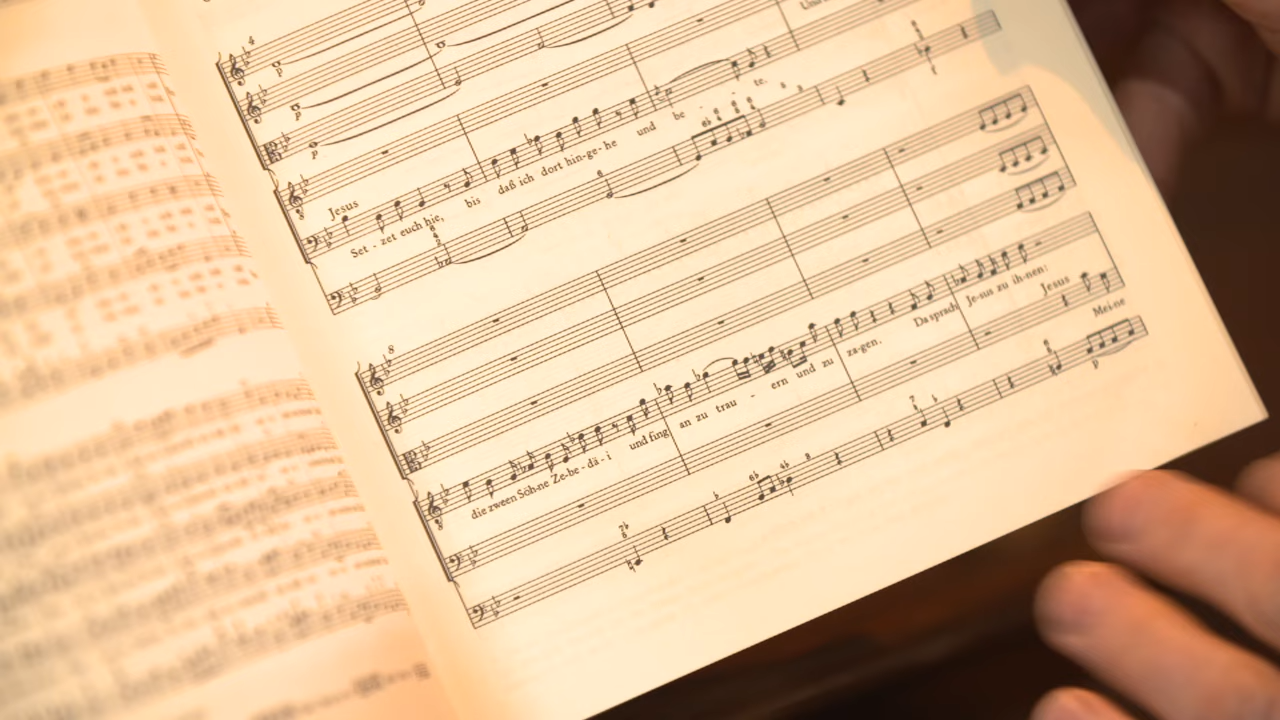 4
p
p
p
Jesus
Set - zet euch hie, bis daß ich dort hin-ge-he und be - - te.
8
die zween Söh-ne Ze-be-dä-i und fing an zu trau - ern und zu za-gen. Da sprach Je-sus zu ih-nen:
Jesus
Mei-ne
p